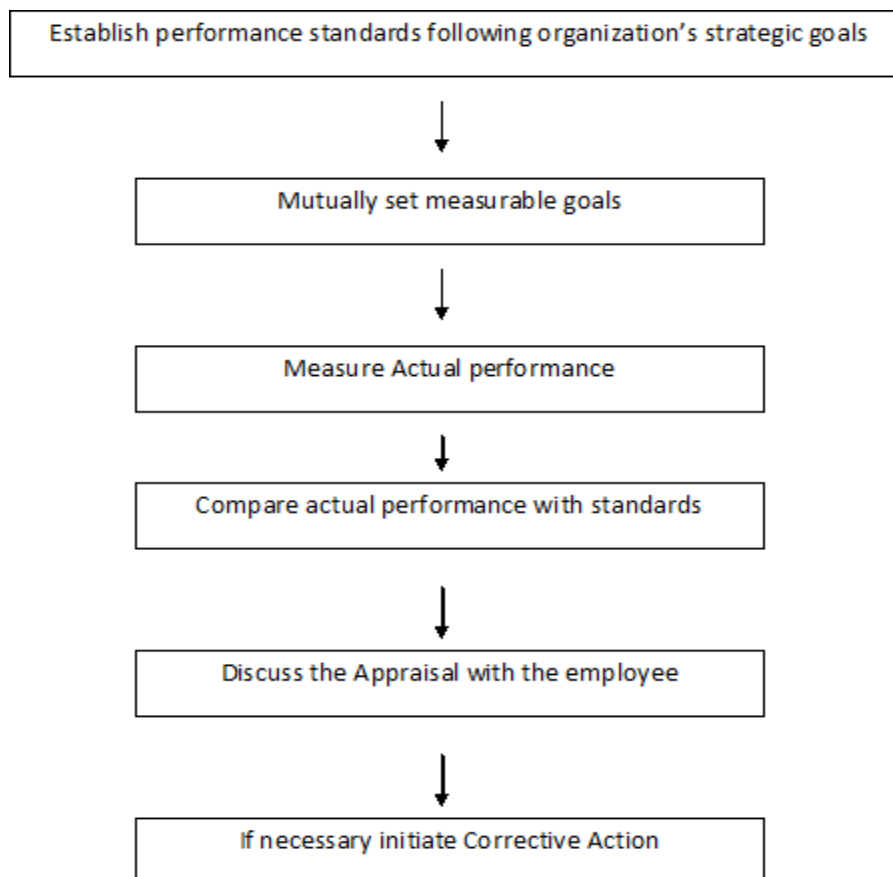 Establish performance standards following organization’s strategic goals
Mutually set measurable goals
Measure Actual performance
Compare actual performance with standards
Discuss the Appraisal with the employee
If necessary initiate Corrective Action